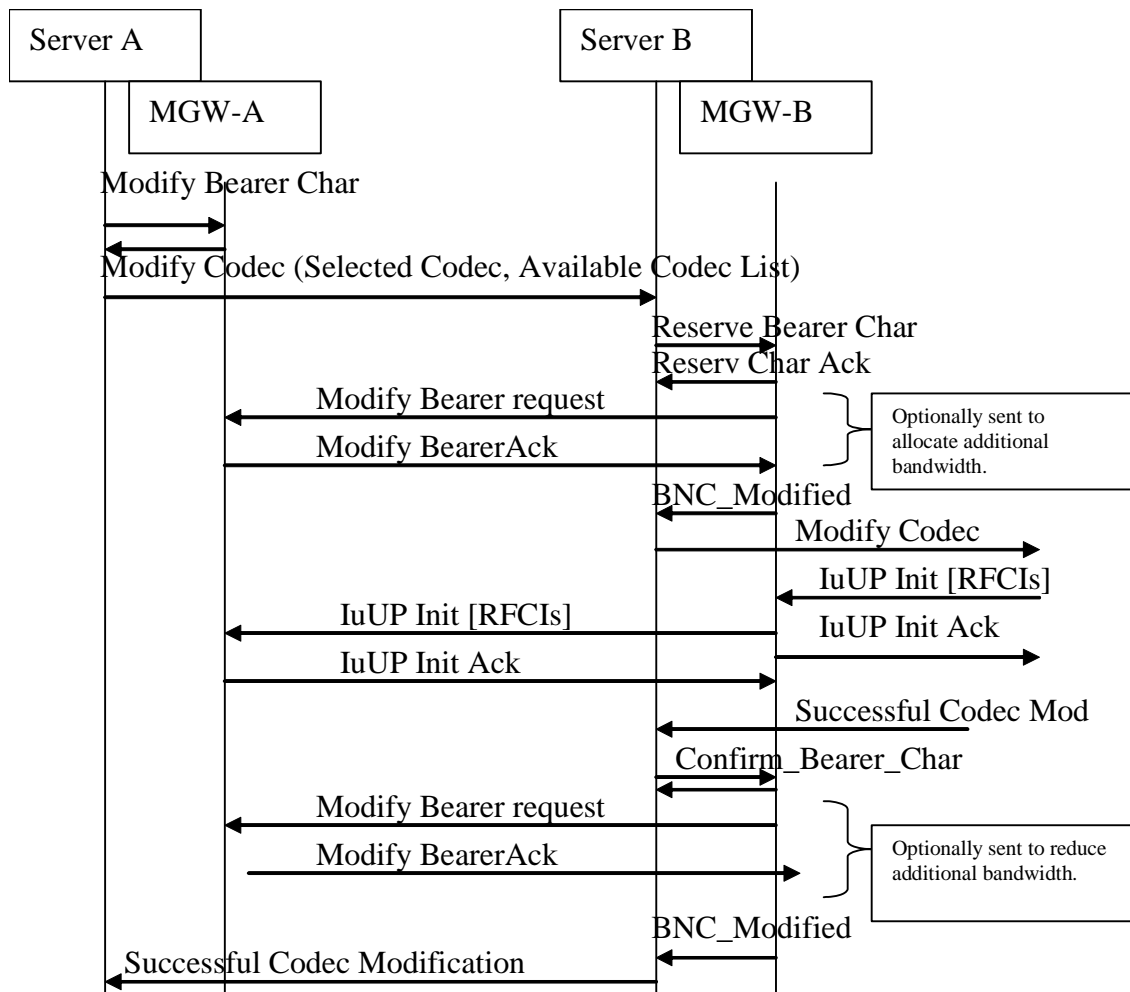 Server A
Server B
MGW-A
MGW-B
Modify Bearer Char
Modify Codec (Selected Codec, Available Codec List)
Reserve Bearer Char
Reserv Char Ack
Modify Bearer request
Optionally sent to
allocate additional
bandwidth.
Modify BearerAck
BNC_Modified
Modify Codec
IuUP Init [RFCIs]
IuUP Init [RFCIs]
IuUP Init Ack
IuUP Init Ack
Successful Codec Mod
Confirm_Bearer_Char
Modify Bearer request
Modify BearerAck
Optionally sent to reduce
additional bandwidth.
BNC_Modified
Successful Codec Modification